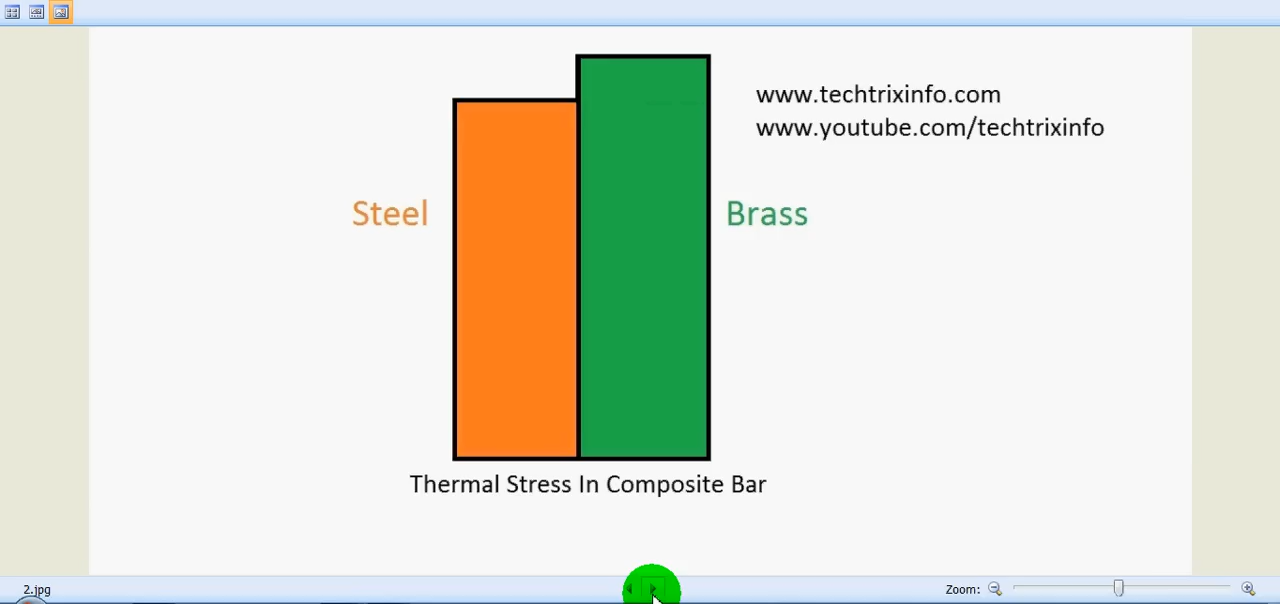 www.techtrixinfo.com
www.youtube.com/techtrixinfo
Steel
Brass
Thermal Stress In Composite Bar
2.jpg
Zoom: